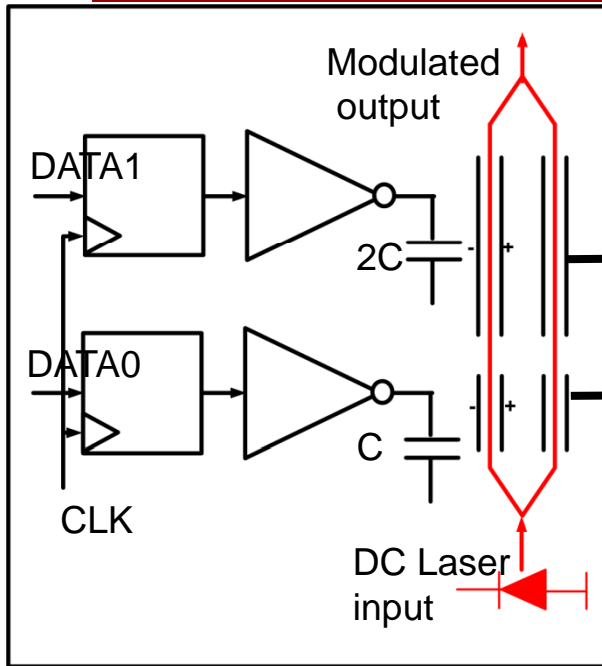 Modulated
output
DATA1
2C
- +
DATA0
- +
C
CLK
DC Laser
input